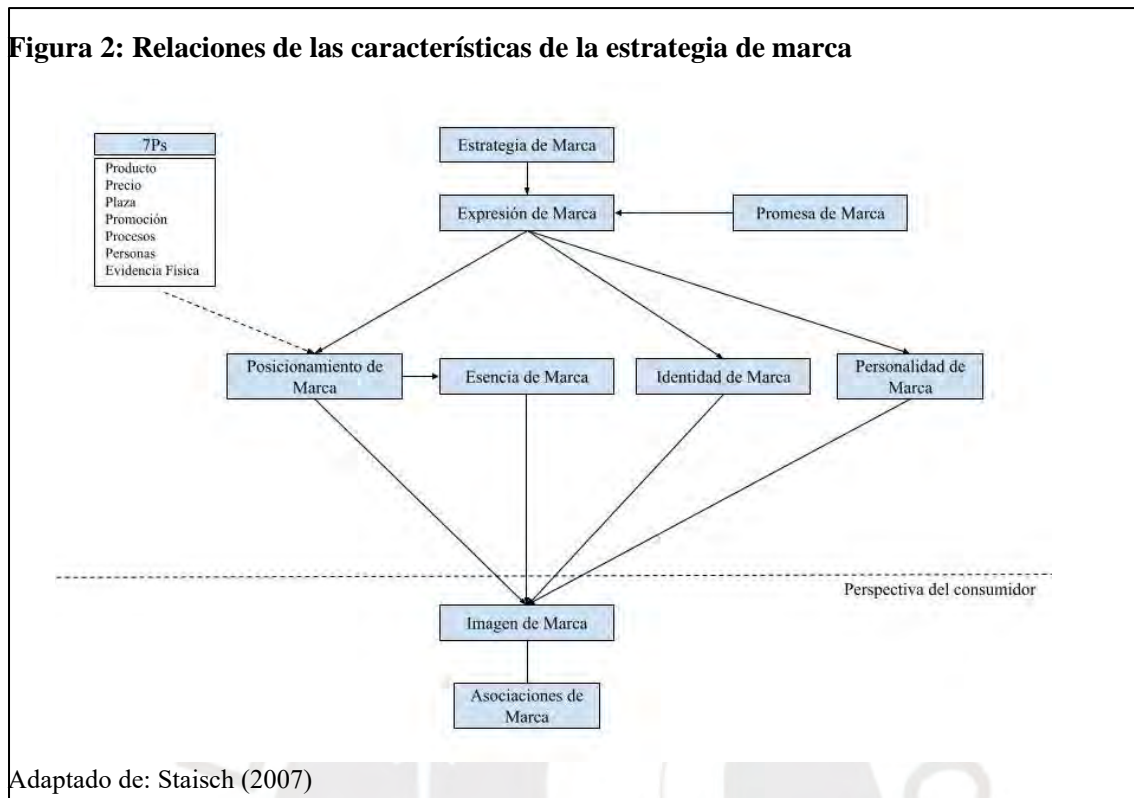 Figura 2: Relaciones de las características de la estrategia de marca
7Ps
Producto
Precio
Plaza
Promoción
Procesos
Personas
Evidencia Física
Estrategia de Marca
Expresión de Marca
Promesa de Marca
Posicionamiento de
Marca
Esencia de Marca
Identidad de Marca
Personalidad de
Marca
Perspectiva del consumidor
Imagen de Marca
Asociaciones de
Marca
Adaptado de: Staisch (2007)